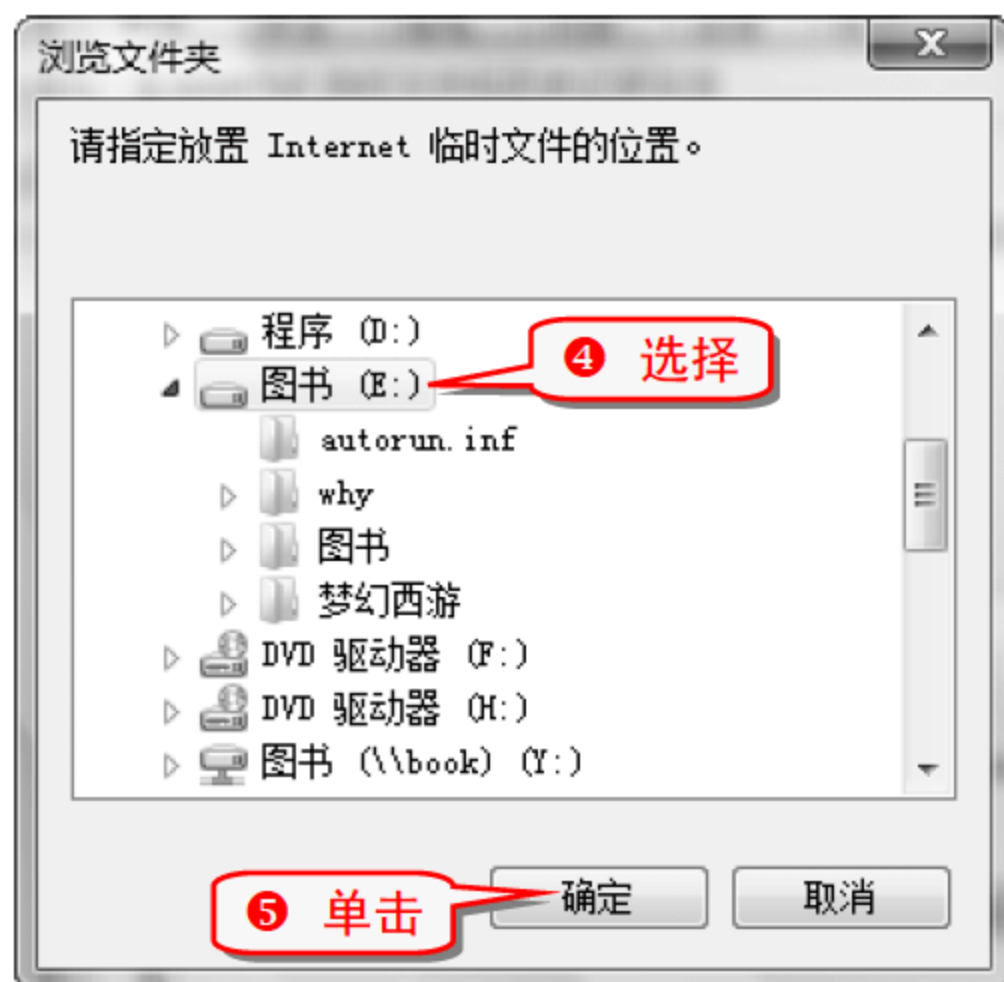 浏览文件夹
请指定放置 Internet 临时文件的位置。
程序 (D:)
❹ 选择
图书 (E:)
autorun.inf
why
图书
梦幻西游
DVD 驱动器 (F:)
DVD 驱动器 (H:)
图书 (\\book) (Y:)
❺ 单击
确定
取消